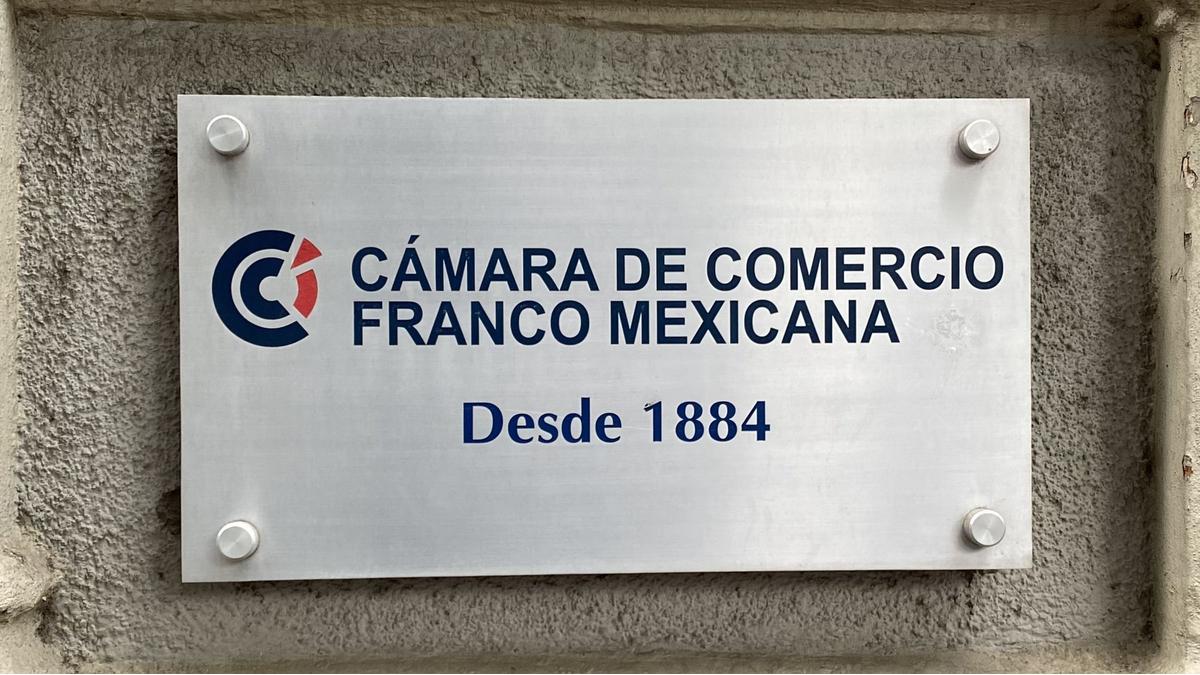 CÁMARA DE COMERCIO
FRANCO MEXICANA
Desde 1884